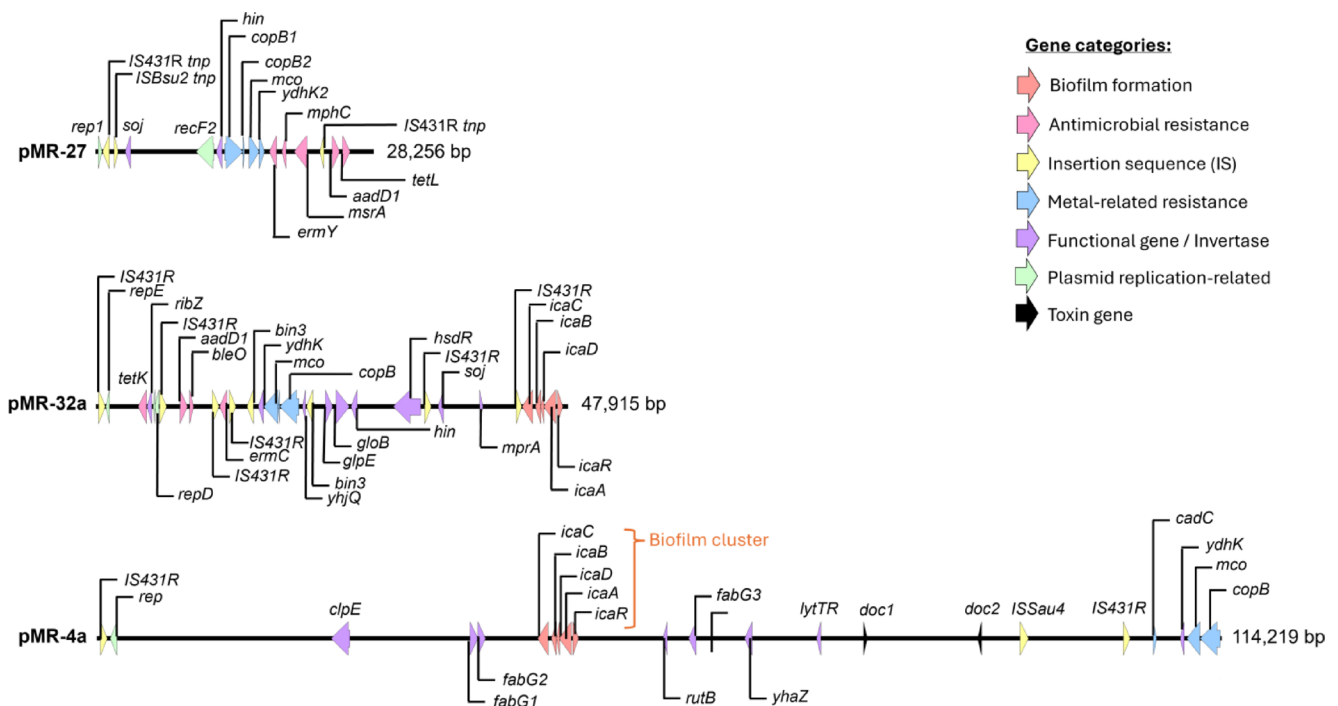 hin
copB1
IS431R tnp
copB2
ISBsu2 tnp
mco
ydhK2
mphC
rep1
soj
recF2
IS431R tnp
pMR-27
28,256 bp
tetL
aadD1
msrA
ermY
Gene categories:
Biofilm formation
Antimicrobial resistance
Insertion sequence (IS)
Metal-related resistance
Functional gene / Invertase
Plasmid replication-related
Toxin gene
IS431R
repE
ribZ
IS431R
aadD1
bleO
tetK
bin3
ydhK
mco
copB
hsdR
IS431R
soj
IS431R
icaC
icaB
icaD
pMR-32a
47,915 bp
hin
mprA
gloB
glpE
IS431R
ermC
IS431R
bin3
yhjQ
repD
icaR
icaA
icaC
icaB
icaD
icaA
icaR
Biofilm cluster
cadC
ydhK
mco
copB
IS431R
rep
clpE
fabG3
lytTR
doc1
doc2
ISSau4
IS431R
pMR-4a
114,219 bp
fabG2
fabG1
rutB
yhaZ